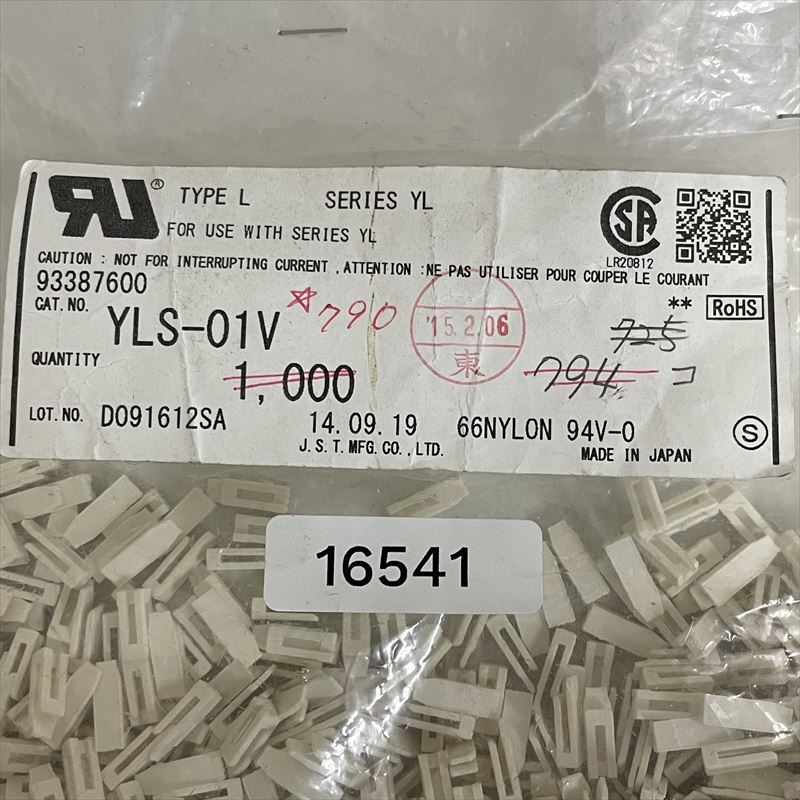 TYPE L SERIES YL
FOR USE WITH SERIES YL
CSA
LR20812
CAUTION : NOT FOR INTERRUPTING CURRENT , ATTENTION :NE PAS UTILISER POUR COUPER LE COURANT
93387600
CAT. NO. YLS-01V ☆790 '15.2.06 東 ** RoHS
725
QUANTITY 1,000 794 コ
LOT. NO. D091612SA 14.09.19 66NYLON 94V-0 S
J.S.T.MFG.CO.,LTD. MADE IN JAPAN
16541